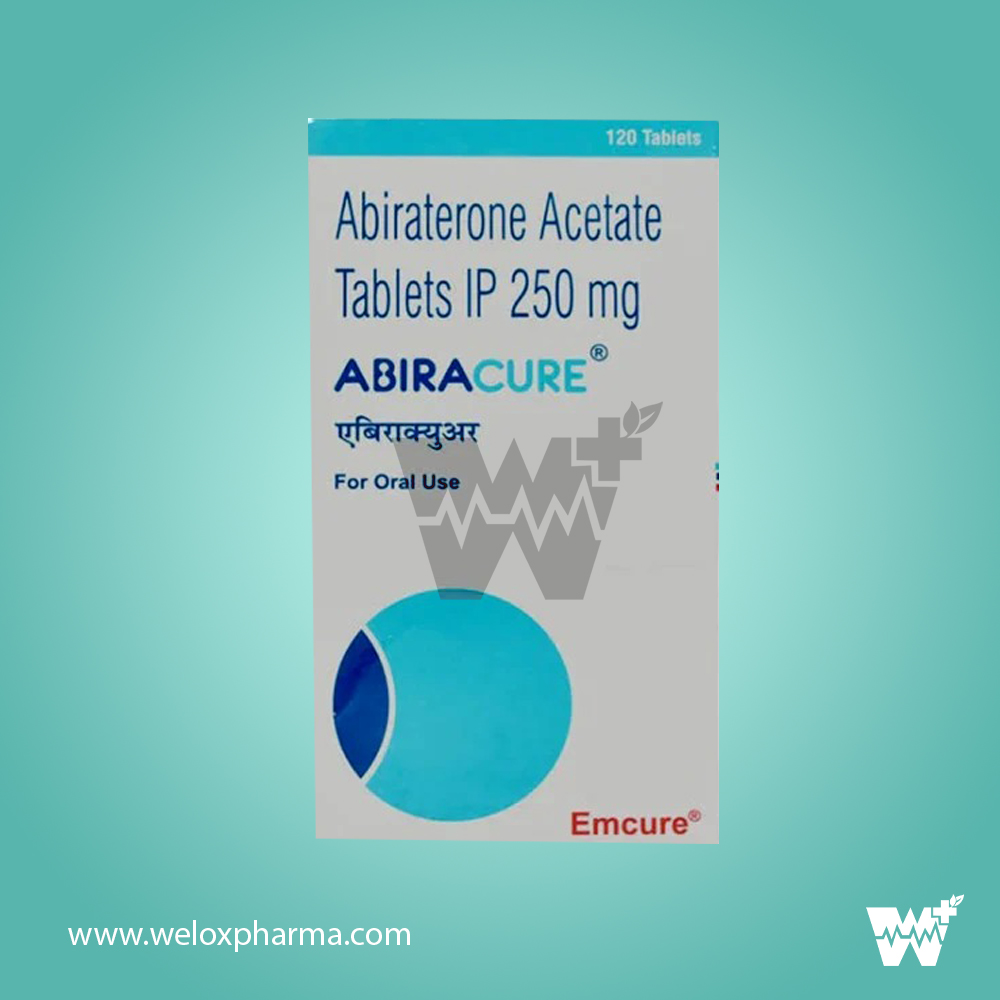 120 Tablets
Abiraterone Acetate
Tablets IP 250 mg
ABIRACURE®
एबिराक्युअर
For Oral Use
Emcure®
www.weloxpharma.com